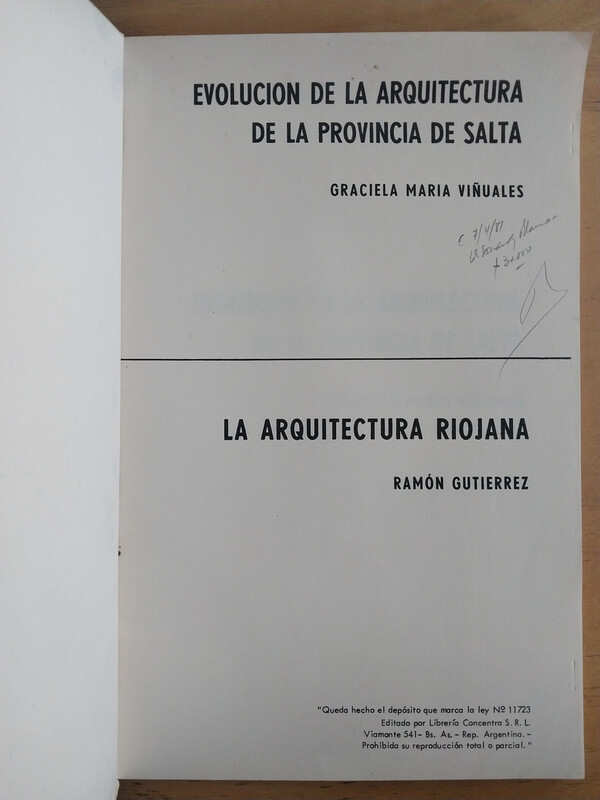 EVOLUCION DE LA ARQUITECTURA
DE LA PROVINCIA DE SALTA
GRACIELA MARIA VIÑUALES
LA ARQUITECTURA RIOJANA
RAMÓN GUTIERREZ
"Queda hecho el depósito que marca la ley Nº 11723
Editado por Librería Concentra S. R. L.
Viamonte 541- Bs. As. - Rep. Argentina. -
Prohibida su reproducción total o parcial. "